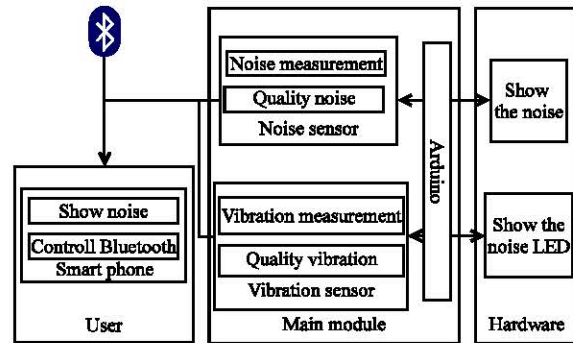 Noise measurement
Quality noise
Noise sensor
Arduino
Show
the noise
Show noise
Controll Bluetooth
Smart phone
User
Vibration measurement
Quality vibration
Vibration sensor
Main module
Show the
noise LED
Hardware